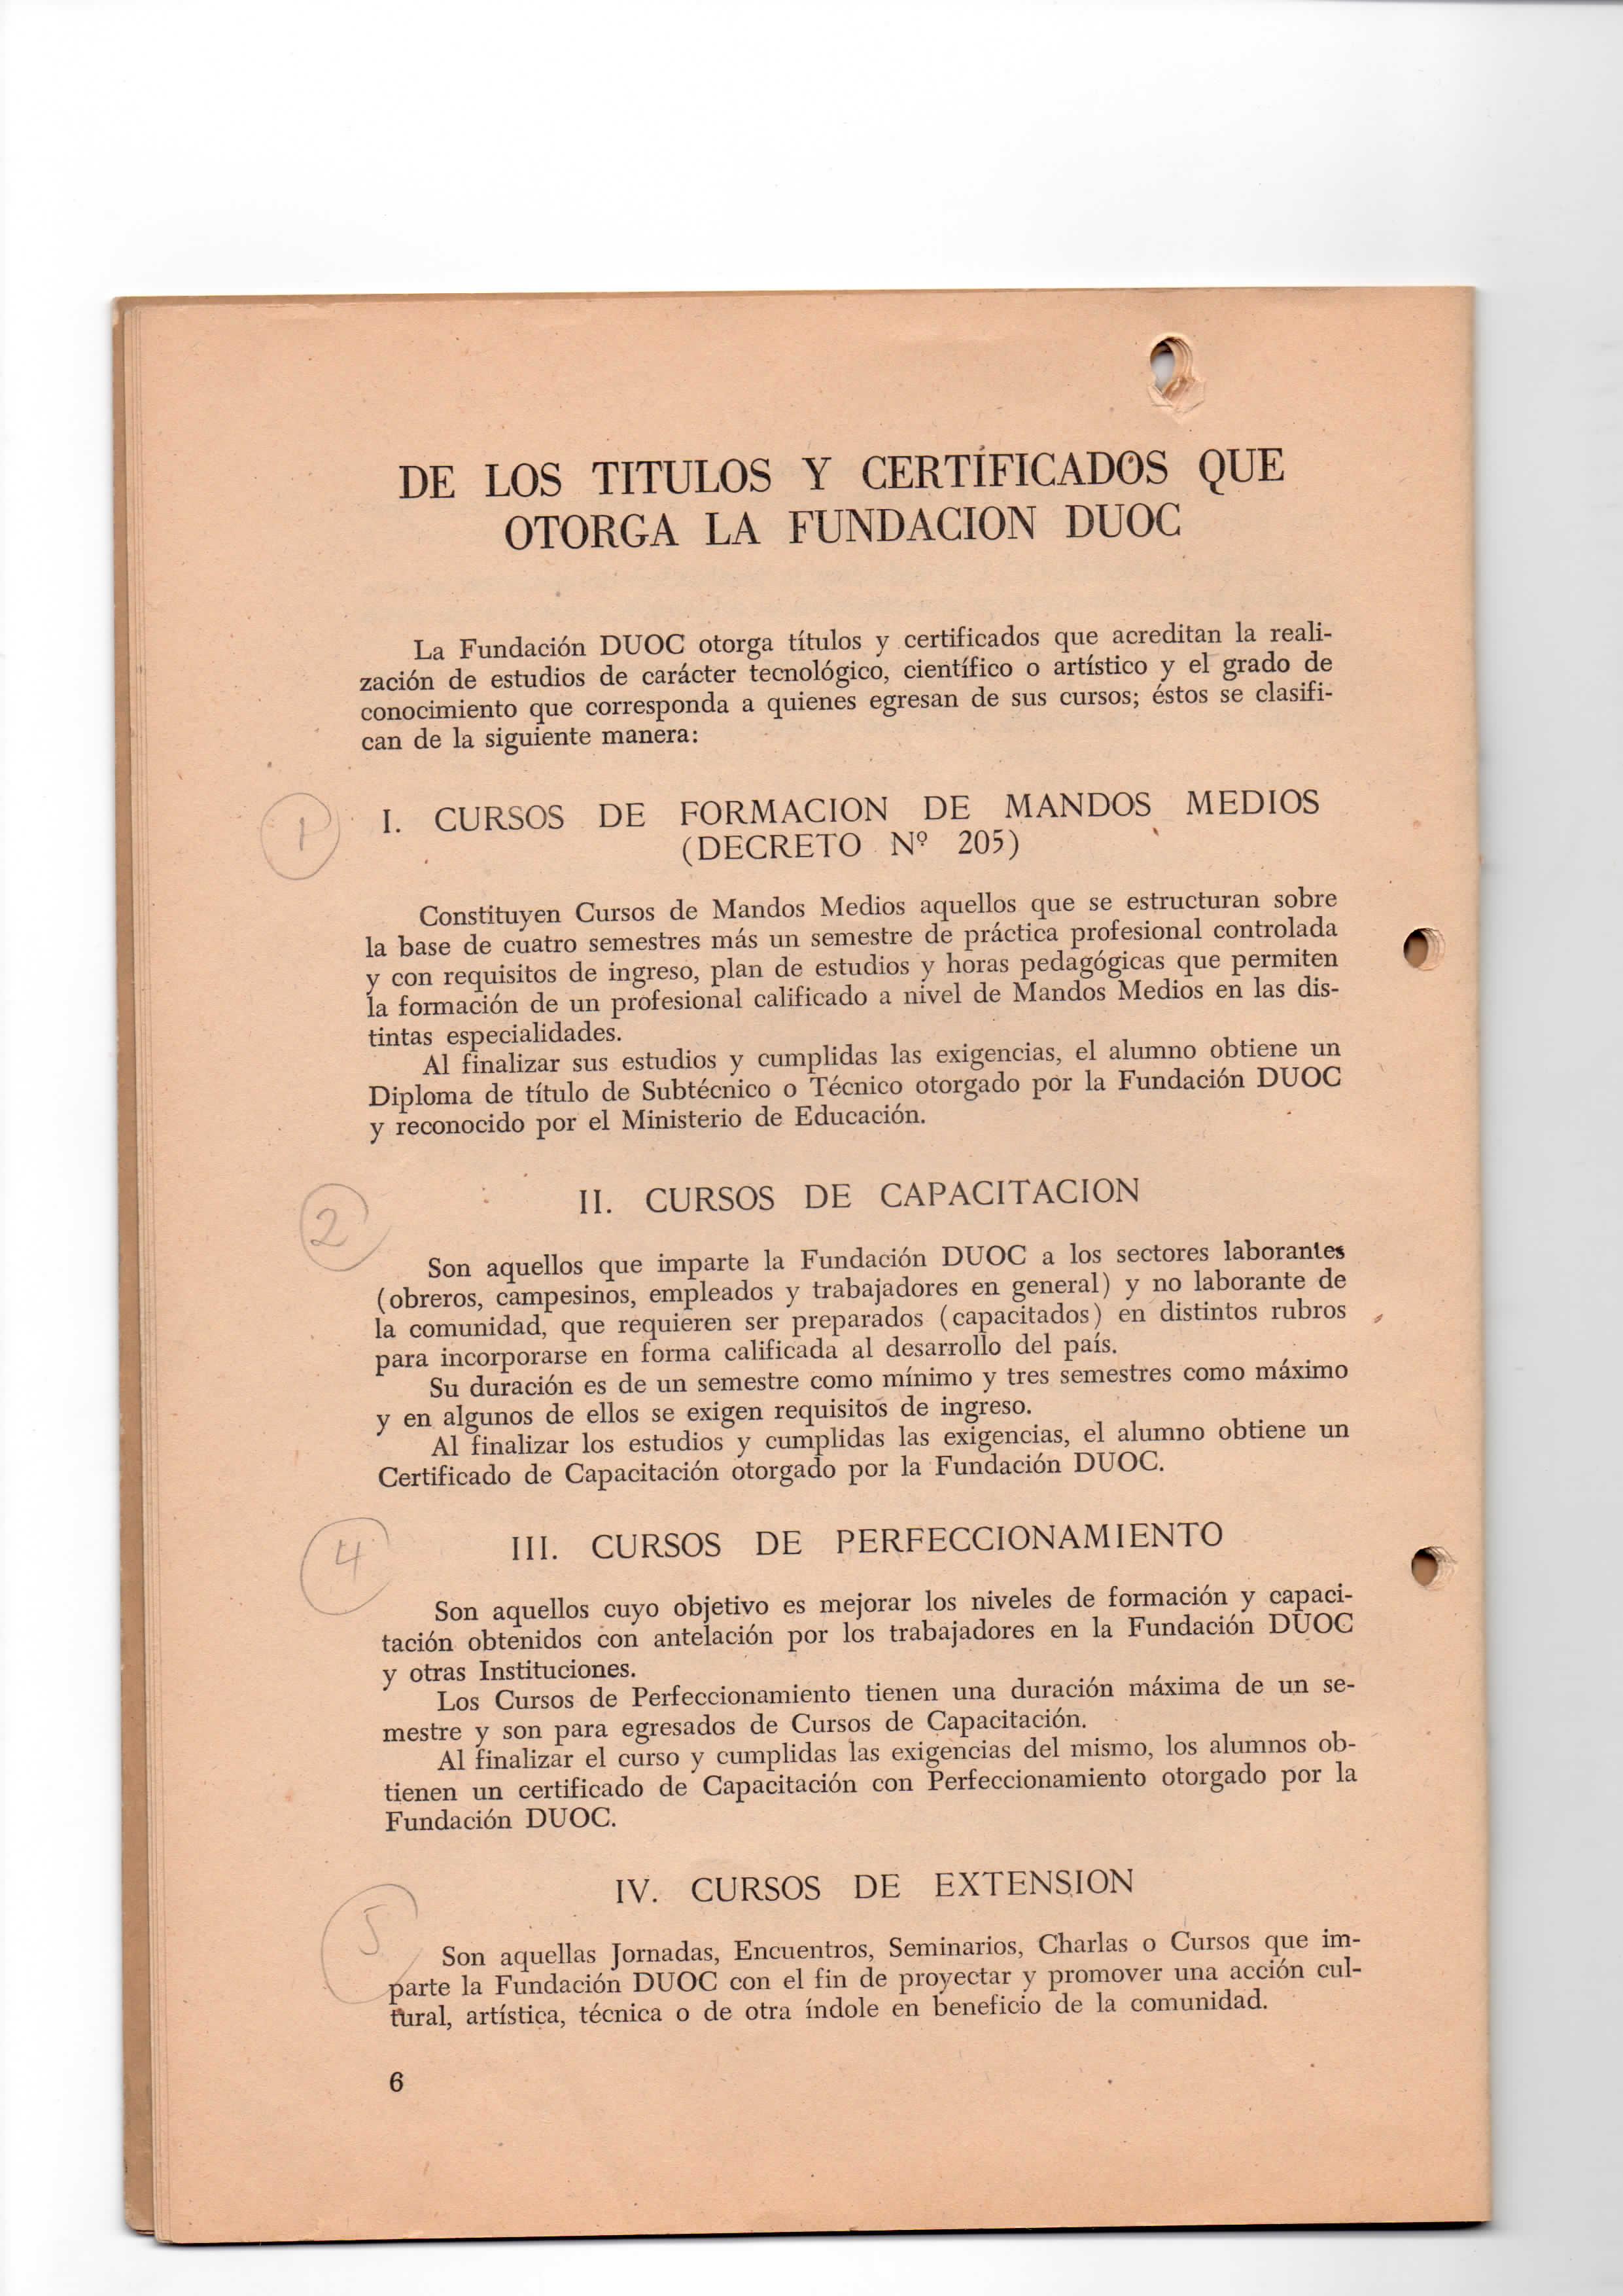 DE LOS TITULOS Y CERTIFICADOS QUE
OTORGA LA FUNDACION DUOC
La Fundación DUOC otorga títulos y certificados que acreditan la reali-
zación de estudios de carácter tecnológico, científico o artístico y el grado de
conocimiento que corresponda a quienes egresan de sus cursos; éstos se clasifi-
can de la siguiente manera:
1
I. CURSOS DE FORMACION DE MANDOS MEDIOS
(DECRETO Nº 205)
Constituyen Cursos de Mandos Medios aquellos que se estructuran sobre
la base de cuatro semestres más un semestre de práctica profesional controlada
y con requisitos de ingreso, plan de estudios y horas pedagógicas que permiten
la formación de un profesional calificado a nivel de Mandos Medios en las dis-
tintas especialidades.
Al finalizar sus estudios y cumplidas las exigencias, el alumno obtiene un
Diploma de título de Subtécnico o Técnico otorgado por la Fundación DUOC
y reconocido por el Ministerio de Educación.
2
II. CURSOS DE CAPACITACION
Son aquellos que imparte la Fundación DUOC a los sectores laborantes
(obreros, campesinos, empleados y trabajadores en general) y no laborante de
la comunidad, que requieren ser preparados (capacitados) en distintos rubros
para incorporarse en forma calificada al desarrollo del país.
Su duración es de un semestre como mínimo y tres semestres como máximo
y en algunos de ellos se exigen requisitos de ingreso.
Al finalizar los estudios y cumplidas las exigencias, el alumno obtiene un
Certificado de Capacitación otorgado por la Fundación DUOC.
4
III. CURSOS DE PERFECCIONAMIENTO
Son aquellos cuyo objetivo es mejorar los niveles de formación y capaci-
tación obtenidos con antelación por los trabajadores en la Fundación DUOC
y otras Instituciones.
Los Cursos de Perfeccionamiento tienen una duración máxima de un se-
mestre y son para egresados de Cursos de Capacitación.
Al finalizar el curso y cumplidas las exigencias del mismo, los alumnos ob-
tienen un certificado de Capacitación con Perfeccionamiento otorgado por la
Fundación DUOC.
IV. CURSOS DE EXTENSION
5
Son aquellas Jornadas, Encuentros, Seminarios, Charlas o Cursos que im-
parte la Fundación DUOC con el fin de proyectar y promover una acción cul-
tural, artística, técnica o de otra índole en beneficio de la comunidad.
6